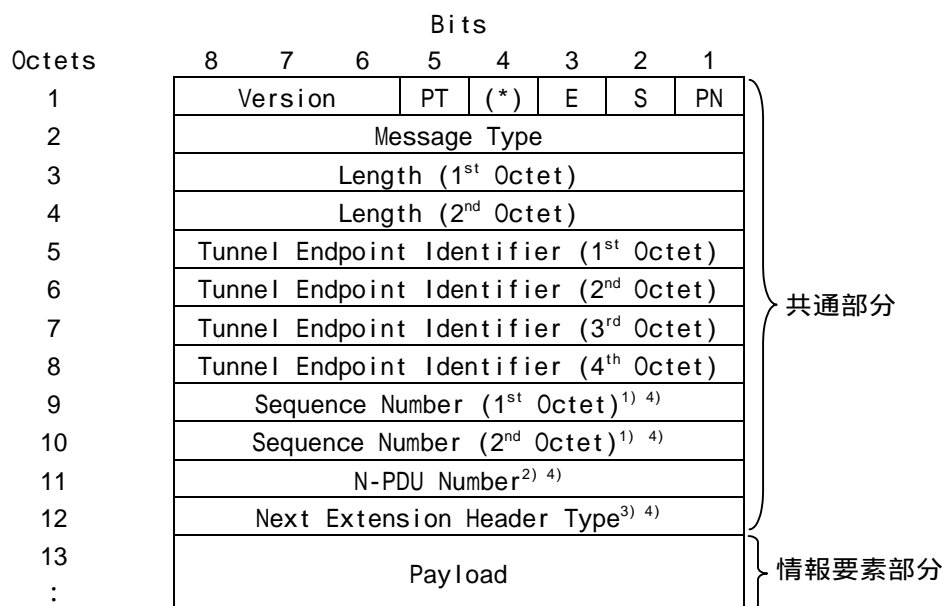 Bits
Octets 8 7 6 5 4 3 2 1
1 Version PT (*) E S PN
2 Message Type
3 Length (1st Octet)
4 Length (2nd Octet)
5 Tunnel Endpoint Identifier (1st Octet)
6 Tunnel Endpoint Identifier (2nd Octet)
7 Tunnel Endpoint Identifier (3rd Octet)
共通部分
8 Tunnel Endpoint Identifier (4th Octet)
9 Sequence Number (1st Octet)1) 4)
10 Sequence Number (2nd Octet)1) 4)
11 N-PDU Number2) 4)
12 Next Extension Header Type3) 4)
13
: Payload
情報要素部分